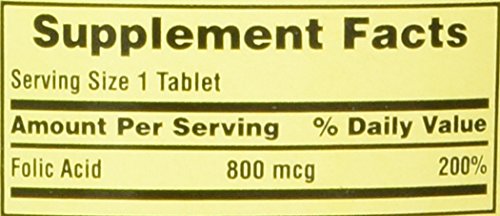 Supplement Facts
Serving Size 1 Tablet
Amount Per Serving % Daily Value
Folic Acid 800 mcg 200%